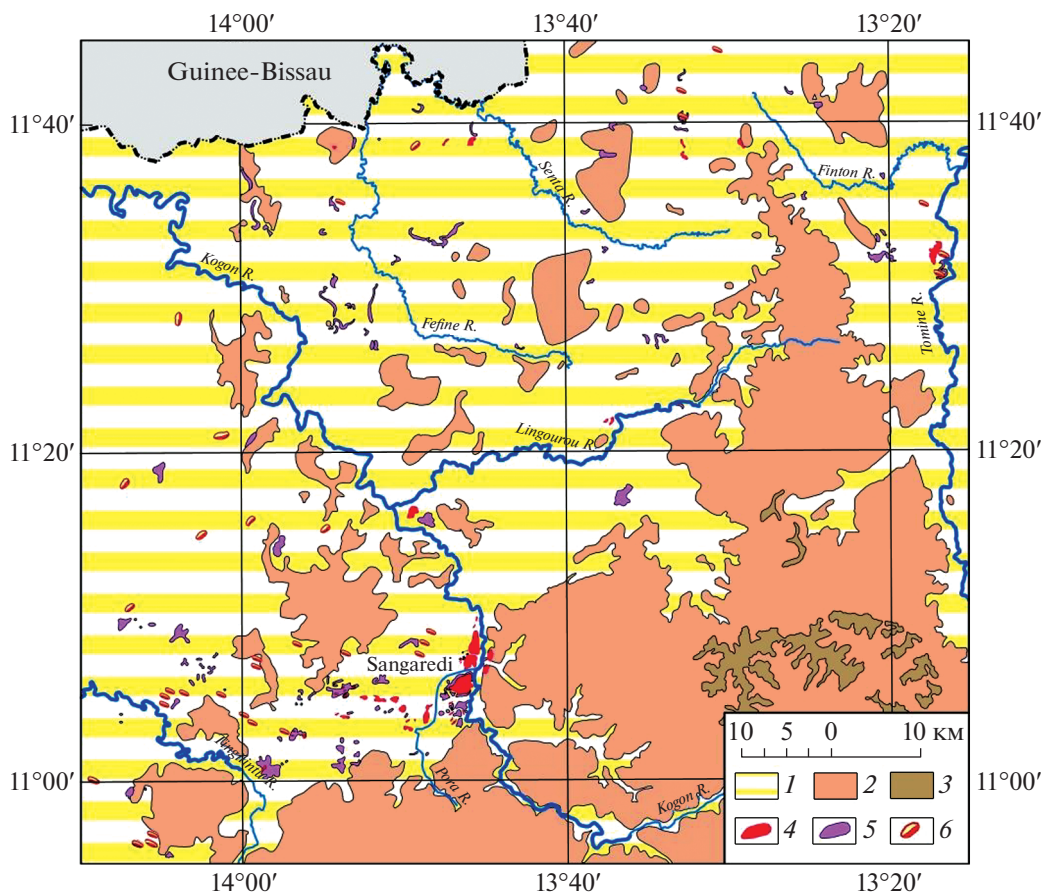 14°00′ 13°40′ 13°20′
Guinee-Bissau
11°40′ 11°40′
Senta R.
Finton R.
Kogon R.
Tomine R.
Fefine R.
Lingourou R.
11°20′ 11°20′
Sangaredi
10 5 0 10 км
11°00′ 11°00′
Pora R.
Kogon R.
1 2 3
4 5 6
14°00′ 13°40′ 13°20′